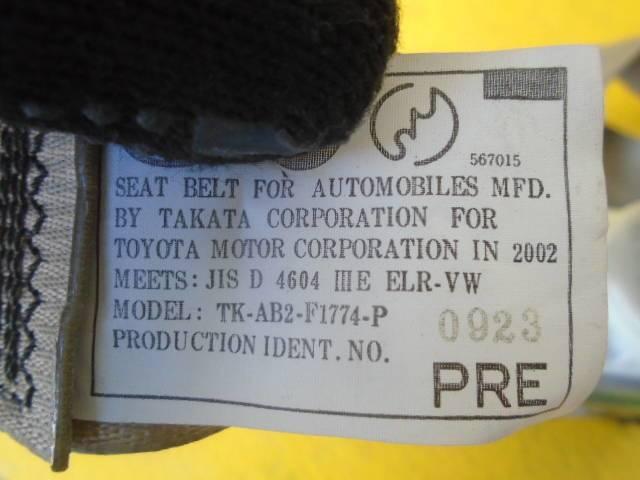 567015
SEAT BELT FOR AUTOMOBILES MFD.
BY TAKATA CORPORATION FOR
TOYOTA MOTOR CORPORATION IN 2002
MEETS: JIS D 4604 ⅢE ELR-VW
MODEL: TK-AB2-F1774-P
0923
PRODUCTION IDENT. NO.
PRE